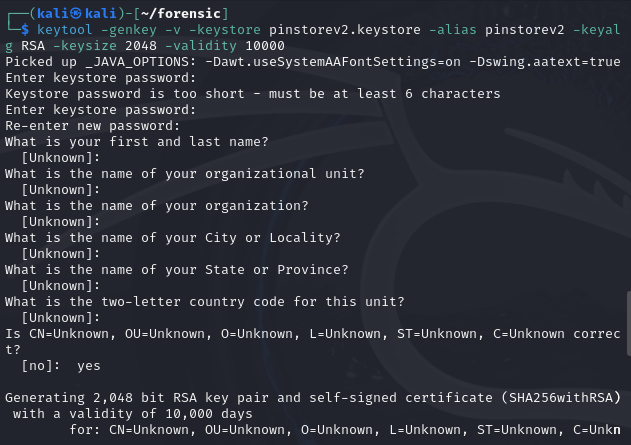 ┌──(kali㉿kali)-[~/forensic]
└─$ keytool -genkey -v -keystore pinstorev2.keystore -alias pinstorev2 -keyal
g RSA -keysize 2048 -validity 10000
Picked up _JAVA_OPTIONS: -Dawt.useSystemAAFontSettings=on -Dswing.aatext=true
Enter keystore password:
Keystore password is too short - must be at least 6 characters
Enter keystore password:
Re-enter new password:
What is your first and last name?
  [Unknown]:
What is the name of your organizational unit?
  [Unknown]:
What is the name of your organization?
  [Unknown]:
What is the name of your City or Locality?
  [Unknown]:
What is the name of your State or Province?
  [Unknown]:
What is the two-letter country code for this unit?
  [Unknown]:
Is CN=Unknown, OU=Unknown, O=Unknown, L=Unknown, ST=Unknown, C=Unknown correc
t?
  [no]:  yes

Generating 2,048 bit RSA key pair and self-signed certificate (SHA256withRSA)
 with a validity of 10,000 days
        for: CN=Unknown, OU=Unknown, O=Unknown, L=Unknown, ST=Unknown, C=Unkn